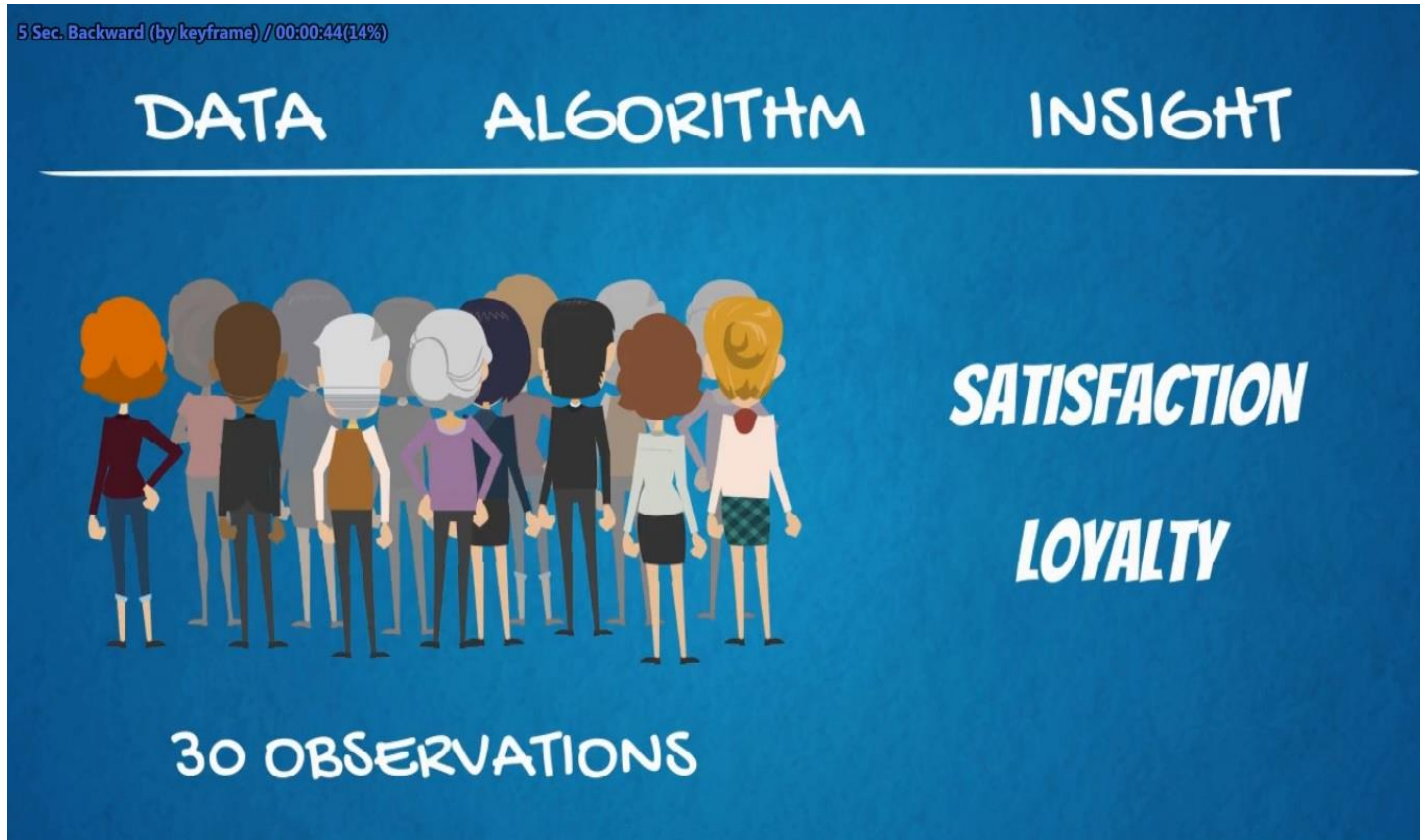 5 Sec. Backward (by keyframe) / 00:00:44(14%)
DATA ALGORITHM INSIGHT
SATISFACTION
LOYALTY
30 OBSERVATIONS